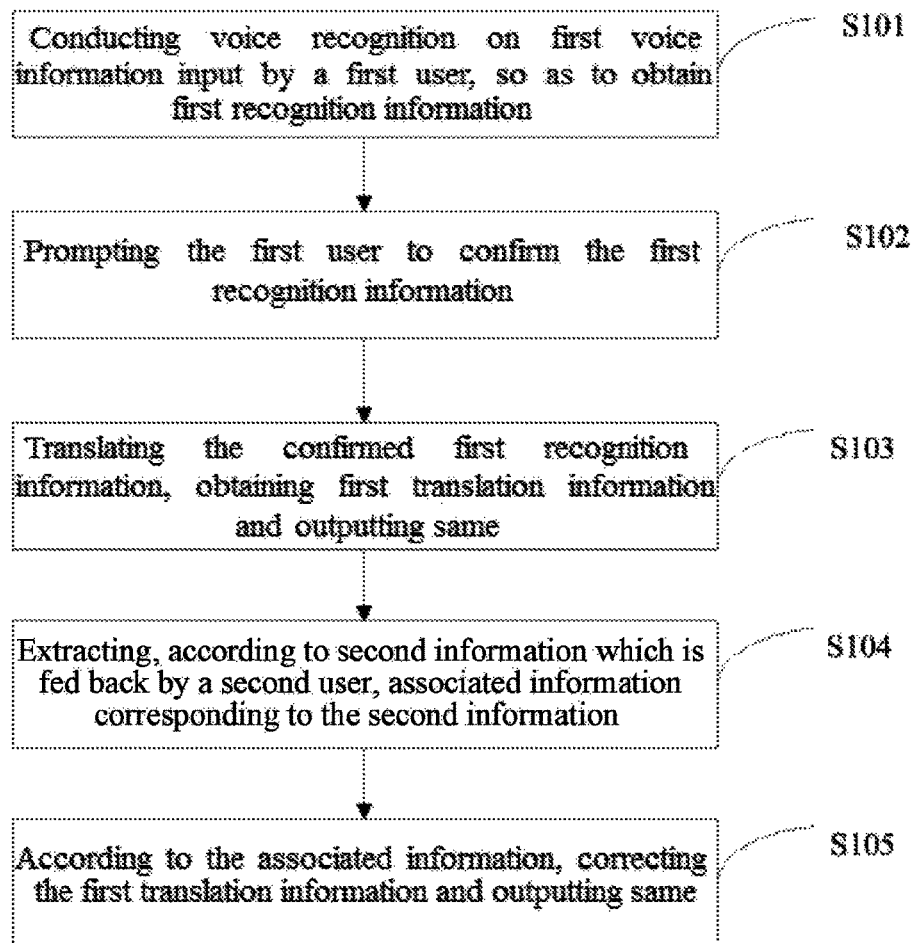 Conducting voice recognition on first voice
information input by a first user, so as to obtain
first recognition information
S101
Prompting the first user to confirm the first
recognition information
S102
Translating the confirmed first recognition
information, obtaining first translation information
and outputting same
S103
Extracting, according to second information which is
fed back by a second user, associated information
corresponding to the second information
S104
According to the associated information, correcting
the first translation information and outputting same
S105